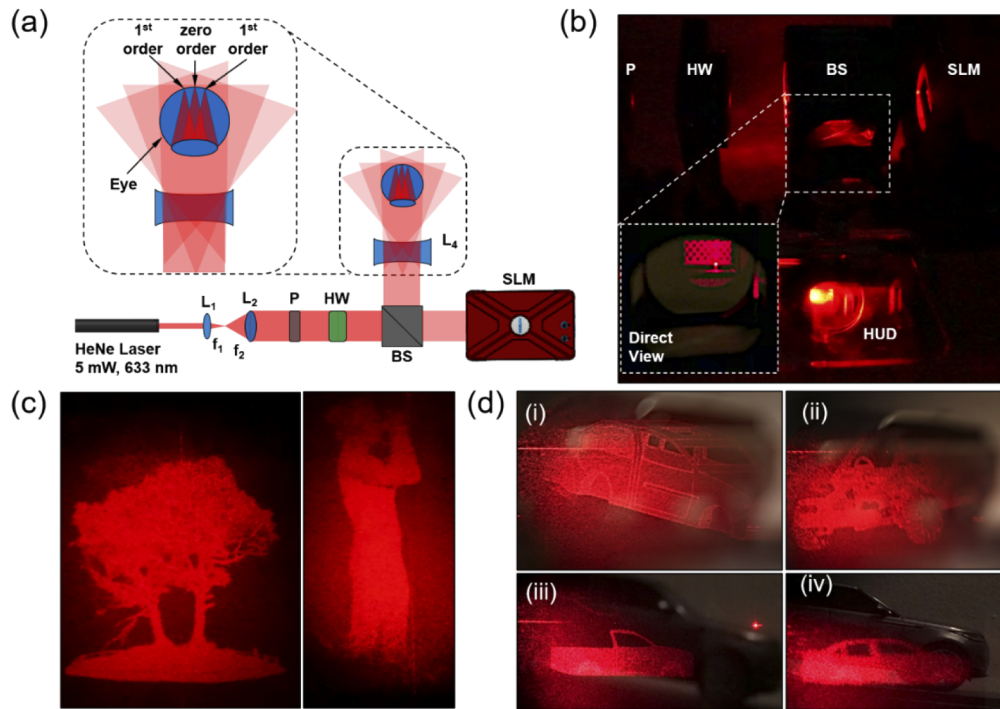 (a)
1st zero 1st
order order order
Eye
L4
SLM
L1 L2 P HW
f1 f2
BS
HeNe Laser
5 mW, 633 nm
(b)
P HW BS SLM
Direct
View
HUD
(c)
(d)
(i)
(ii)
(iii)
(iv)